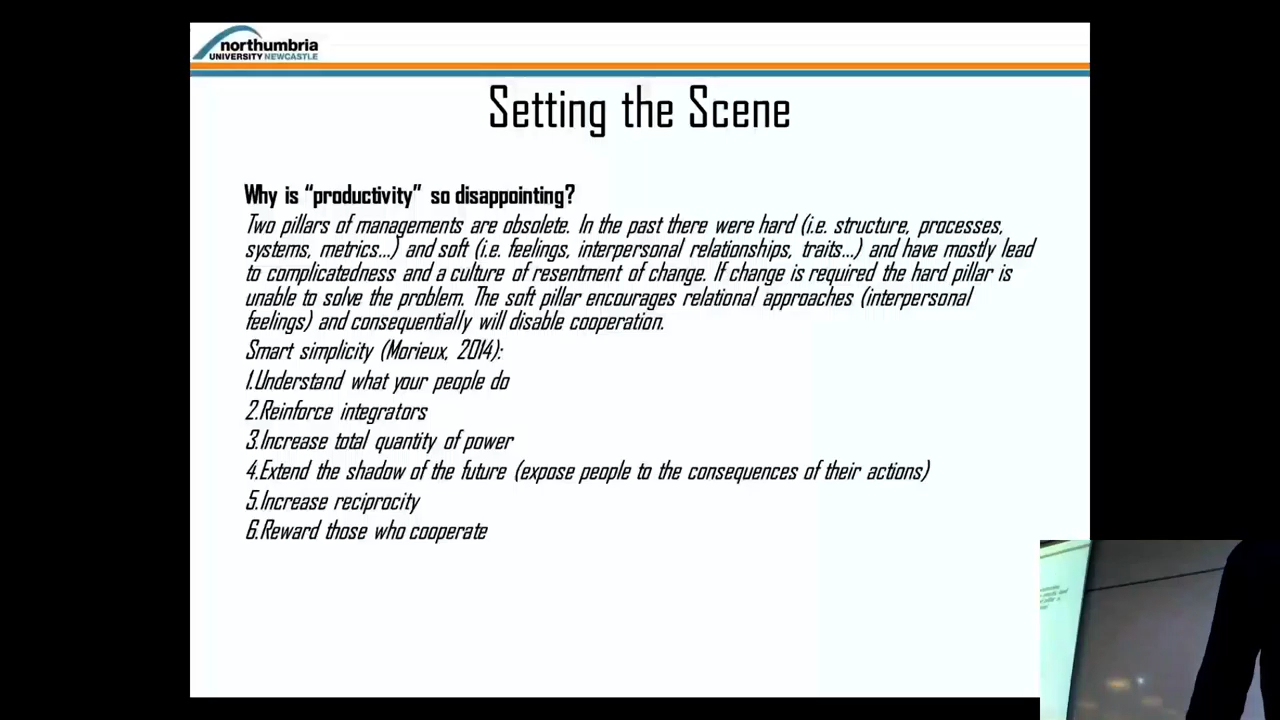 northumbria
UNIVERSITY NEWCASTLE
Setting the Scene
Why is “productivity” so disappointing?
Two pillars of managements are obsolete. In the past there were hard (i.e. structure, processes,
systems, metrics...) and soft (i.e. feelings, interpersonal relationships, traits...) and have mostly lead
to complicatedness and a culture of resentment of change. If change is required the hard pillar is
unable to solve the problem. The soft pillar encourages relational approaches (interpersonal
feelings) and consequentially will disable cooperation.
Smart simplicity (Morieux, 2014):
1.Understand what your people do
2.Reinforce integrators
3.Increase total quantity of power
4.Extend the shadow of the future (expose people to the consequences of their actions)
5.Increase reciprocity
6.Reward those who cooperate